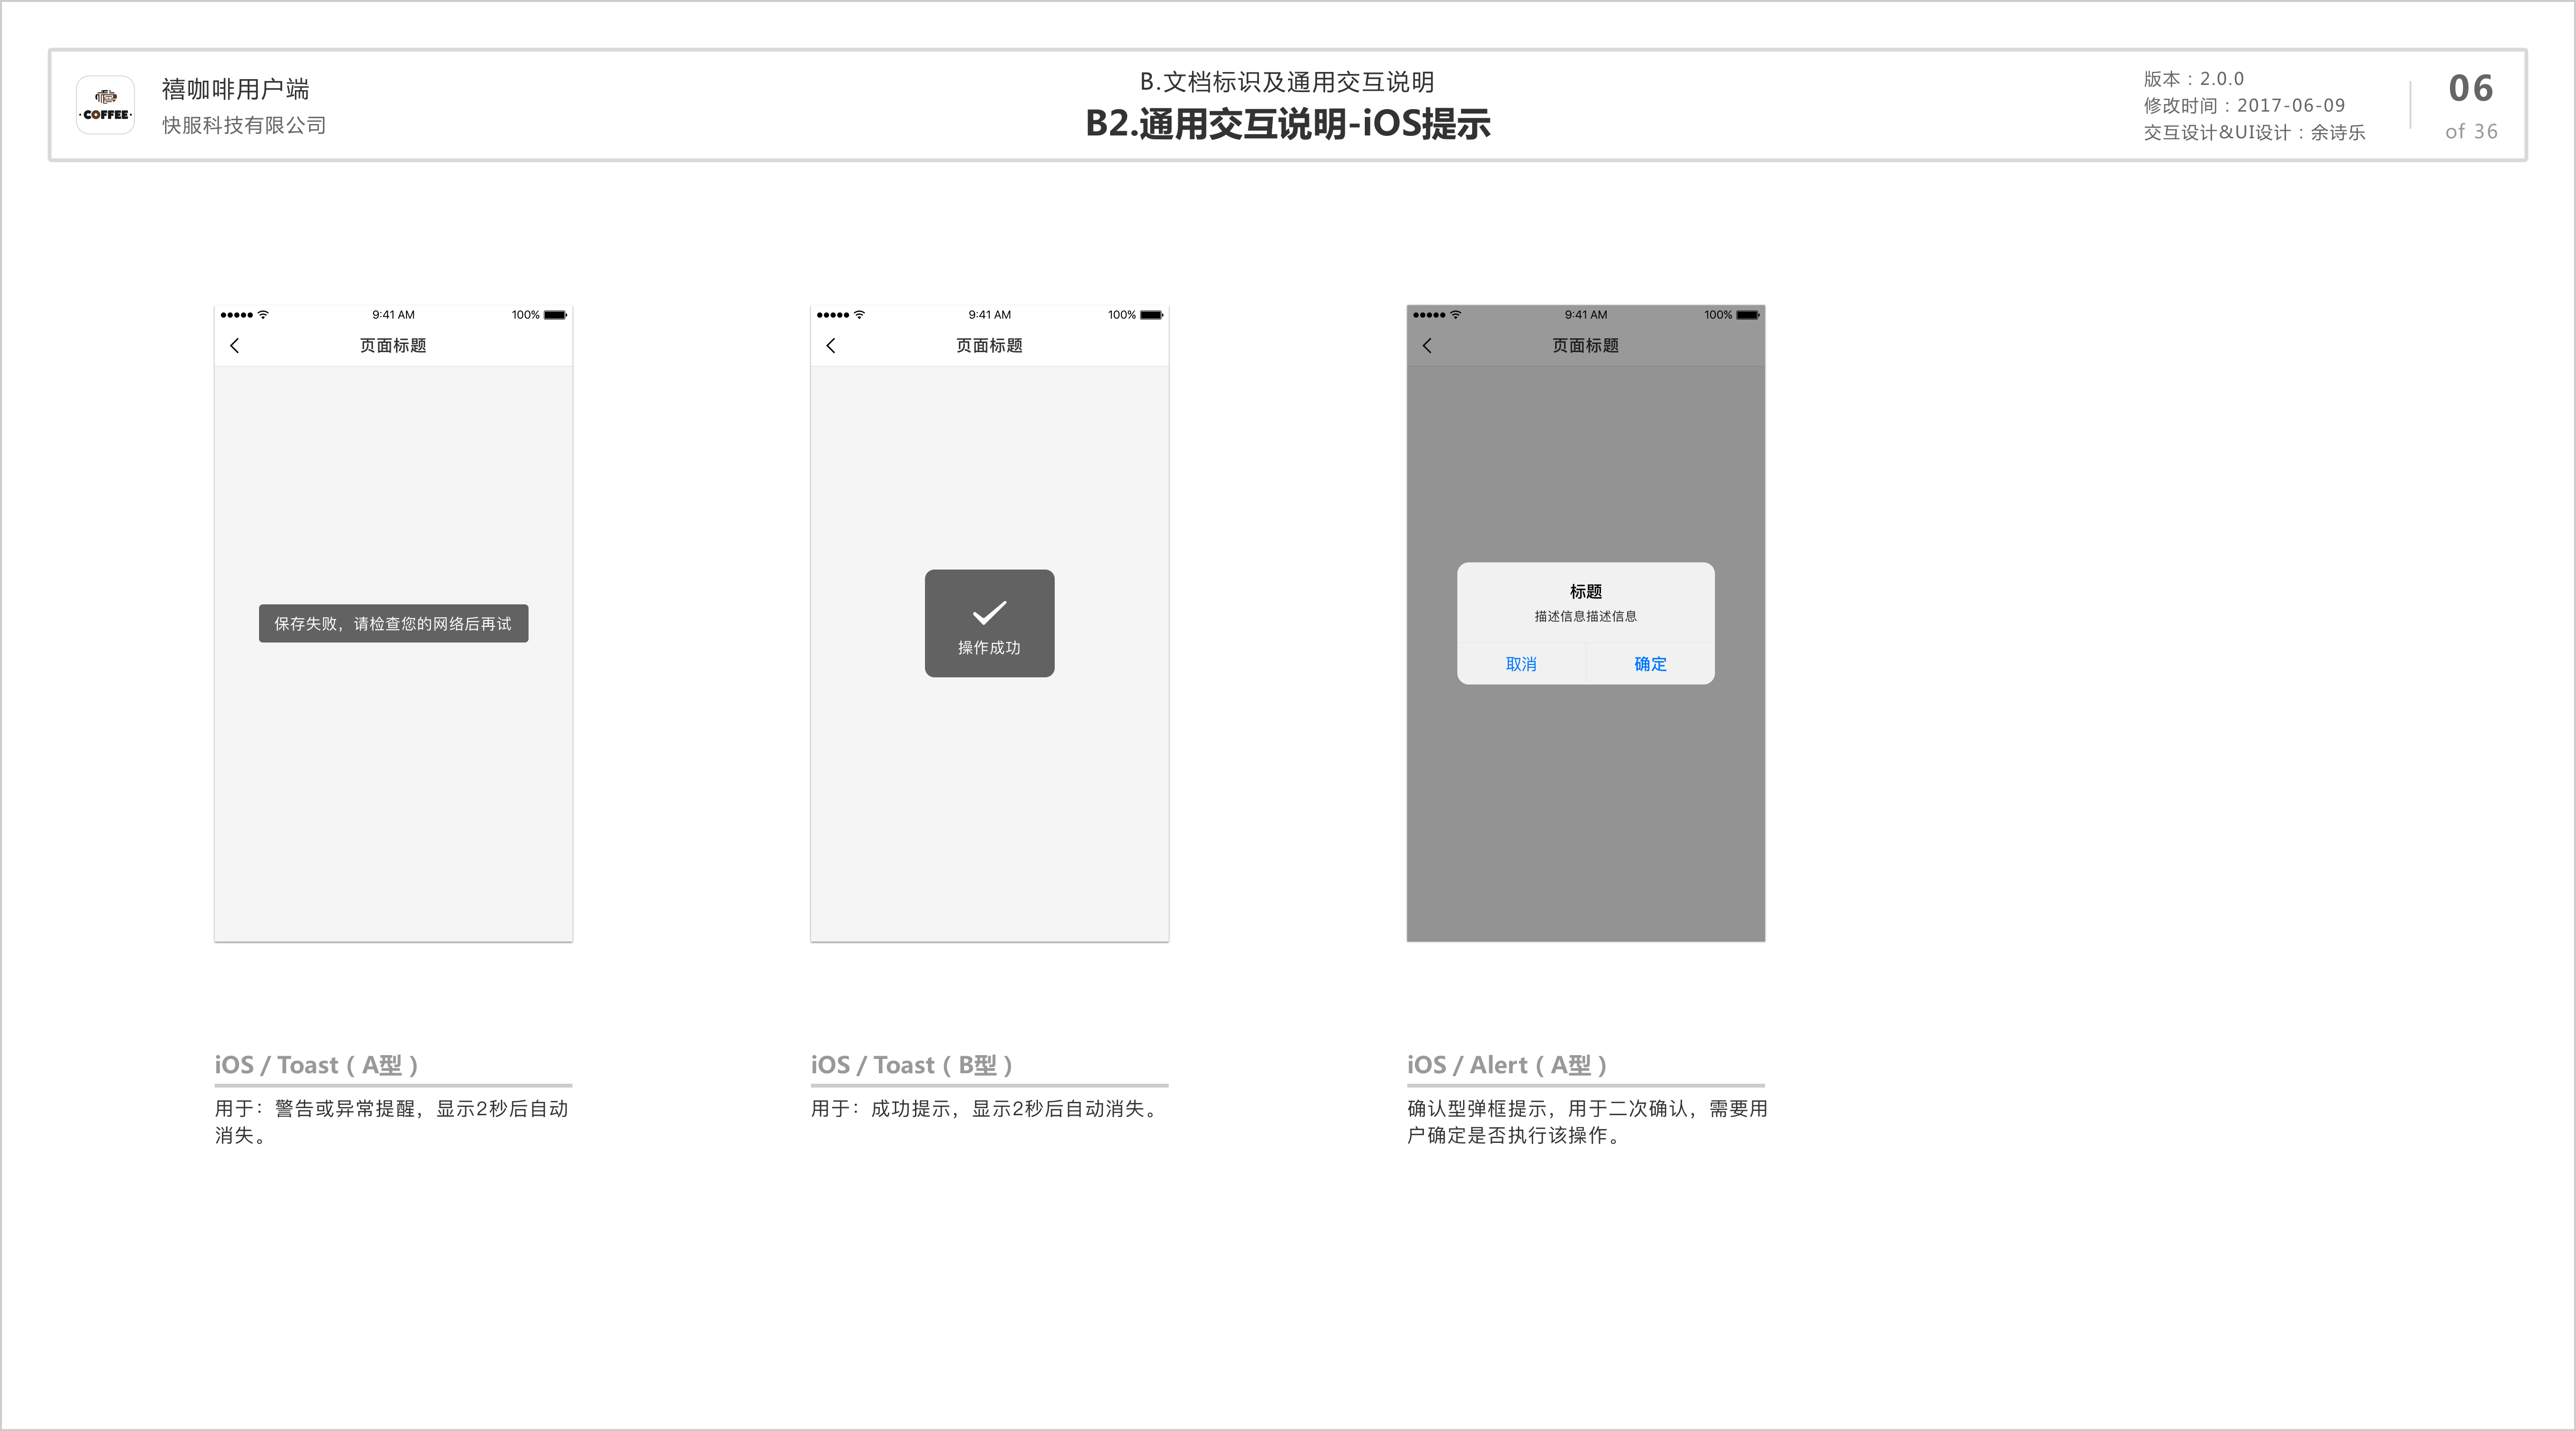 ·COFFEE·
禧咖啡用户端
快服科技有限公司
B.文档标识及通用交互说明
B2.通用交互说明-iOS提示
版本：2.0.0
修改时间：2017-06-09
交互设计&UI设计：余诗乐
06
of 36
9:41 AM 100%
页面标题
保存失败，请检查您的网络后再试
iOS / Toast（A型）
用于：警告或异常提醒，显示2秒后自动
消失。
9:41 AM 100%
页面标题
操作成功
iOS / Toast（B型）
用于：成功提示，显示2秒后自动消失。
9:41 AM 100%
页面标题
标题
描述信息描述信息
取消 确定
iOS / Alert（A型）
确认型弹框提示，用于二次确认，需要用
户确定是否执行该操作。